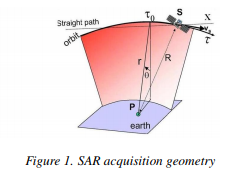 τ₀
S
X
Straight path
orbit
τ
R
r
θ
P
earth
Figure 1. SAR acquisition geometry